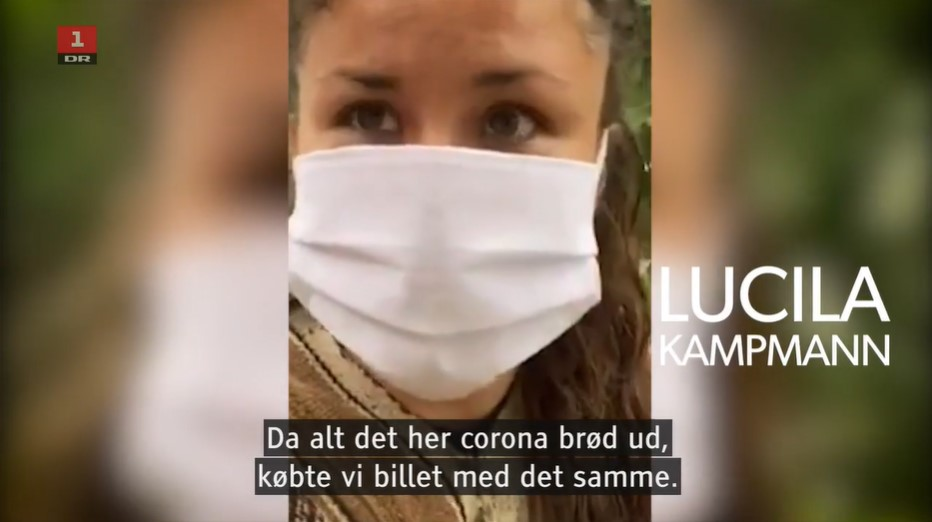 1
DR
LUCILA
KAMPMANN
Da alt det her corona brød ud,
købte vi billet med det samme.